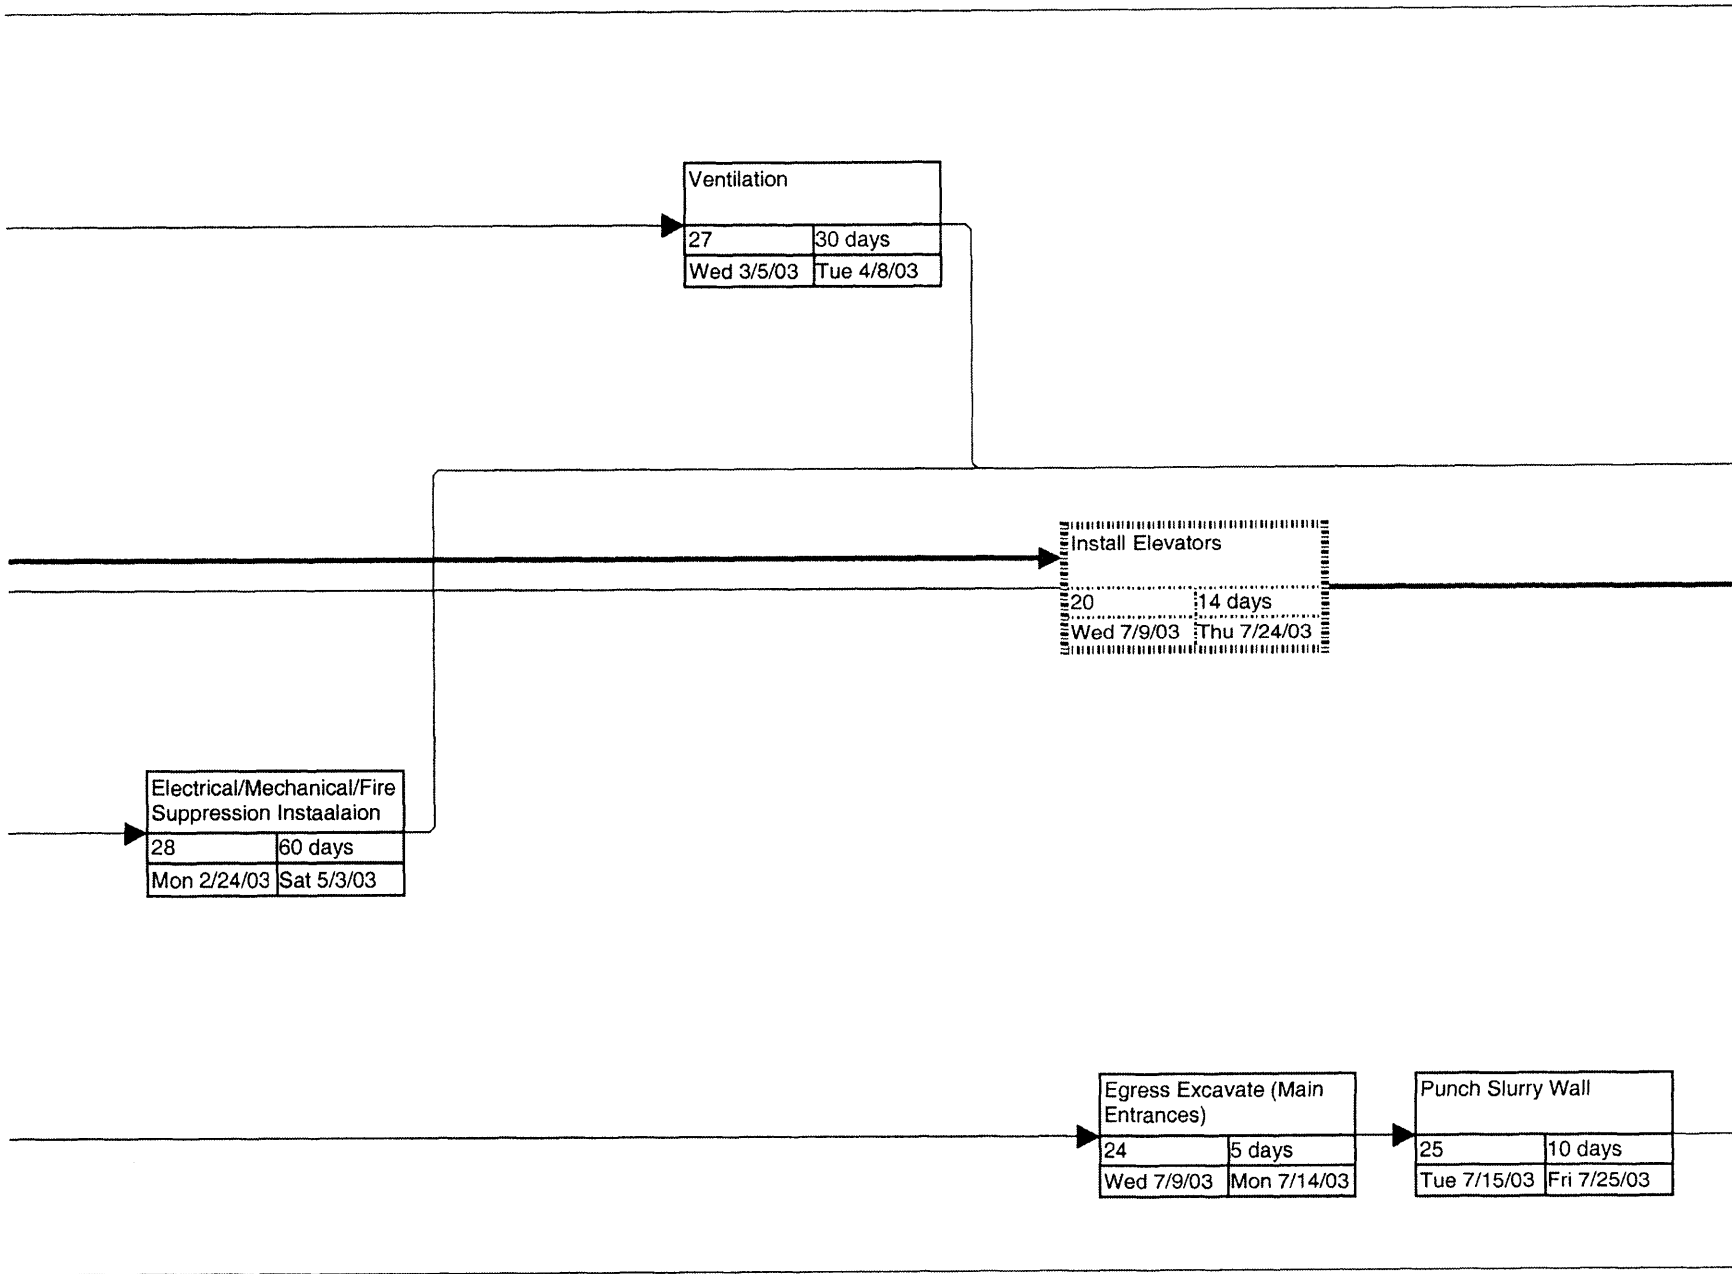 Ventilation
27 30 days
Wed 3/5/03 Tue 4/8/03
Install Elevators
20 14 days
Wed 7/9/03 Thu 7/24/03
Electrical/Mechanical/Fire
Suppression Instaalaion
28 60 days
Mon 2/24/03 Sat 5/3/03
Egress Excavate (Main
Entrances)
24 5 days
Wed 7/9/03 Mon 7/14/03
Punch Slurry Wall
25 10 days
Tue 7/15/03 Fri 7/25/03